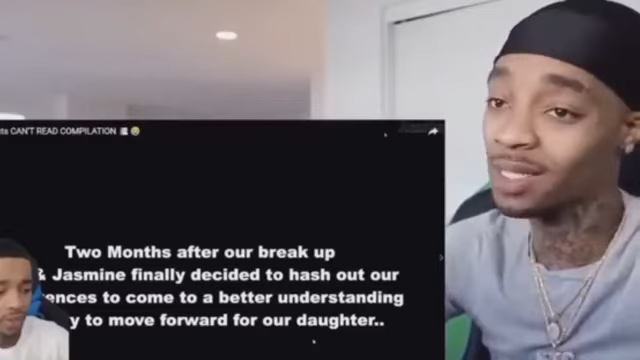 CAN'T READ COMPILATION
Two Months after our break up
& Jasmine finally decided to hash out our
ences to come to a better understanding
y to move forward for our daughter..